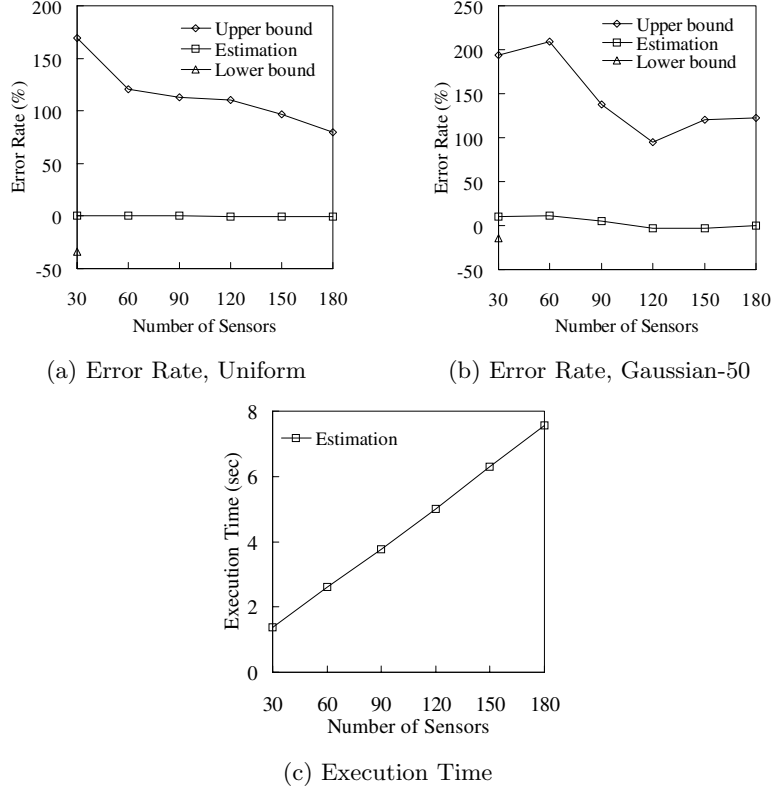 200
150
100
50
0
-50
Error Rate (%)
Upper bound
Estimation
Lower bound
30 60 90 120 150 180
Number of Sensors
(a) Error Rate, Uniform
250
200
150
100
50
0
-50
Error Rate (%)
Upper bound
Estimation
Lower bound
30 60 90 120 150 180
Number of Sensors
(b) Error Rate, Gaussian-50
8
6
4
2
0
Execution Time (sec)
Estimation
30 60 90 120 150 180
Number of Sensors
(c) Execution Time